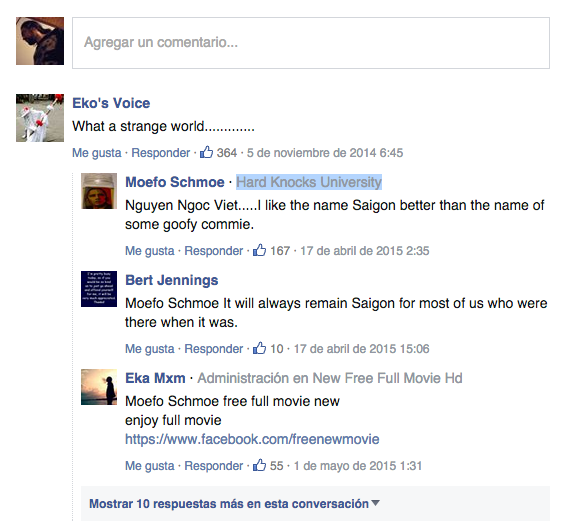 Agregar un comentario...
Eko's Voice
What a strange world.............
Me gusta · Responder · 364 · 5 de noviembre de 2014 6:45
Moefo Schmoe · Hard Knocks University
Nguyen Ngoc Viet.....I like the name Saigon better than the name of
some goofy commie.
Me gusta · Responder · 167 · 17 de abril de 2015 2:35
Bert Jennings
Moefo Schmoe It will always remain Saigon for most of us who were
there when it was.
Me gusta · Responder · 10 · 17 de abril de 2015 15:06
Eka Mxm · Administración en New Free Full Movie Hd
Moefo Schmoe free full movie new
enjoy full movie
https://www.facebook.com/freenewmovie
Me gusta · Responder · 55 · 1 de mayo de 2015 1:31
Mostrar 10 respuestas más en esta conversación